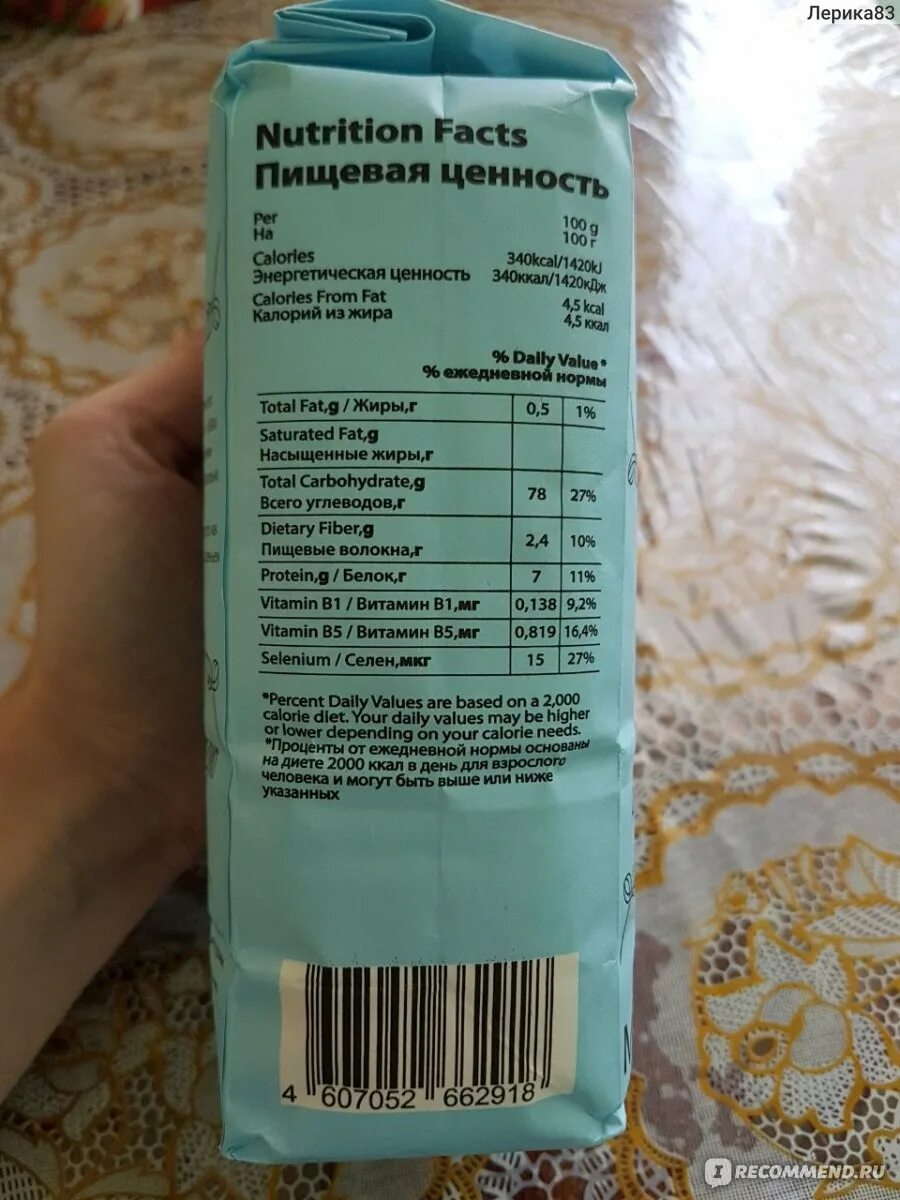 Лерика83
Nutrition Facts
Пищевая ценность
Per 100 g
На 100 г
Calories 340kcal/1420kJ
Энергетическая ценность 340ккал/1420кДж
Calories From Fat 4,5 kcal
Калорий из жира 4,5 ккал
% Daily Value*
% ежедневной нормы
Total Fat,g / Жиры,г 0,5 1%
Saturated Fat,g
Насыщенные жиры,г
Total Carbohydrate,g
Всего углеводов,г 78 27%
Dietary Fiber,g
Пищевые волокна,г 2,4 10%
Protein,g / Белок,г 7 11%
Vitamin B1 / Витамин В1,мг 0,138 9,2%
Vitamin B5 / Витамин В5,мг 0,819 16,4%
Selenium / Селен,мкг 15 27%
*Percent Daily Values are based on a 2,000
calorie diet. Your daily values may be higher
or lower depending on your calorie needs.
*Проценты от ежедневной нормы основаны
на диете 2000 ккал в день для взрослого
человека и могут быть выше или ниже
указанных
4 607052 662918
IRECOMMEND.RU